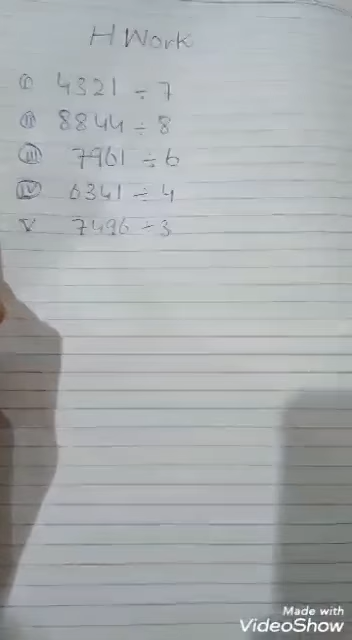 H Work
(i) 4321 ÷ 7
(ii) 8844 ÷ 8
(iii) 7961 ÷ 6
(iv) 6341 ÷ 4
v 7496 ÷ 3
Made with
VideoShow